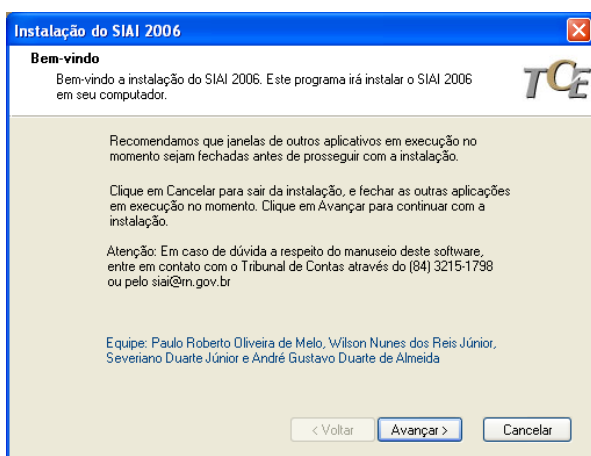 Instalação do SIAI 2006
Bem-vindo
Bem-vindo a instalação do SIAI 2006. Este programa irá instalar o SIAI 2006
em seu computador.
TCE
Recomendamos que janelas de outros aplicativos em execução no
momento sejam fechadas antes de prosseguir com a instalação.
Clique em Cancelar para sair da instalação, e fechar as outras aplicações
em execução no momento. Clique em Avançar para continuar com a
instalação.
Atenção: Em caso de dúvida a respeito do manuseio deste software,
entre em contato com o Tribunal de Contas através do (84) 3215-1798
ou pelo siai@rn.gov.br
Equipe: Paulo Roberto Oliveira de Melo, Wilson Nunes dos Reis Júnior,
Severiano Duarte Júnior e André Gustavo Duarte de Almeida
< Voltar Avançar > Cancelar